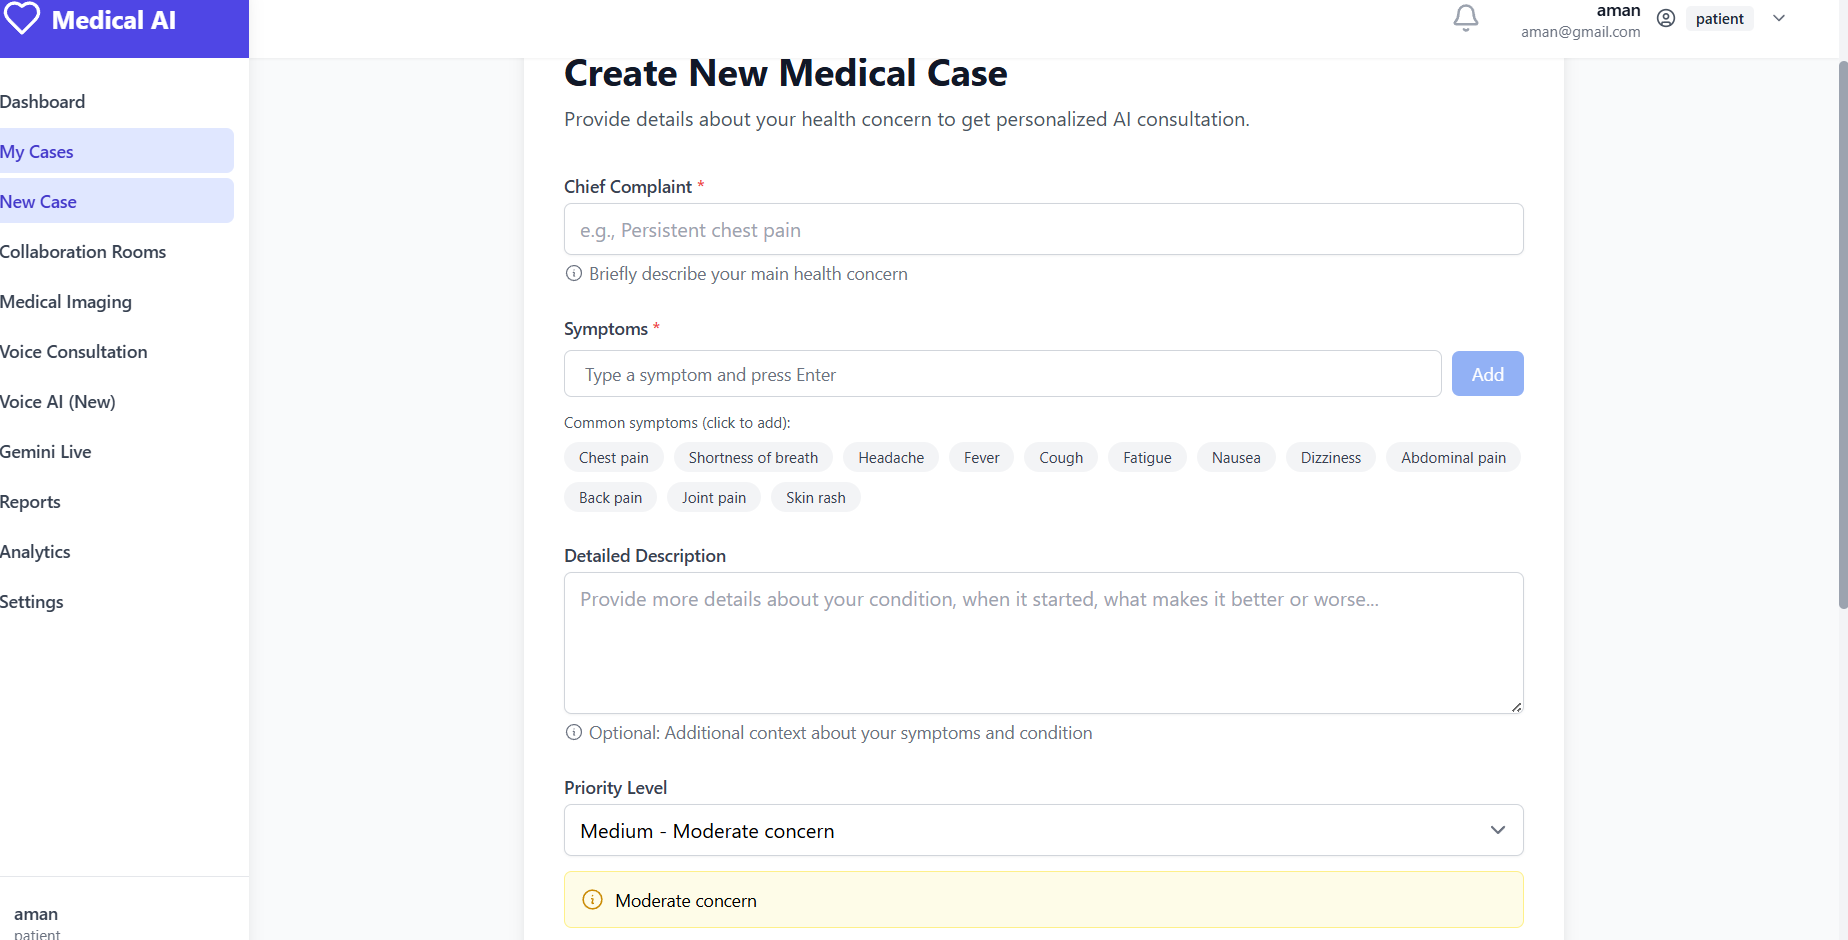 Medical AI
aman
aman@gmail.com
patient
Dashboard
My Cases
New Case
Collaboration Rooms
Medical Imaging
Voice Consultation
Voice AI (New)
Gemini Live
Reports
Analytics
Settings
aman
patient
Create New Medical Case
Provide details about your health concern to get personalized AI consultation.
Chief Complaint *
e.g., Persistent chest pain
Briefly describe your main health concern
Symptoms *
Type a symptom and press Enter
Add
Common symptoms (click to add):
Chest pain Shortness of breath Headache Fever Cough Fatigue Nausea Dizziness Abdominal pain
Back pain Joint pain Skin rash
Detailed Description
Provide more details about your condition, when it started, what makes it better or worse...
Optional: Additional context about your symptoms and condition
Priority Level
Medium - Moderate concern
Moderate concern